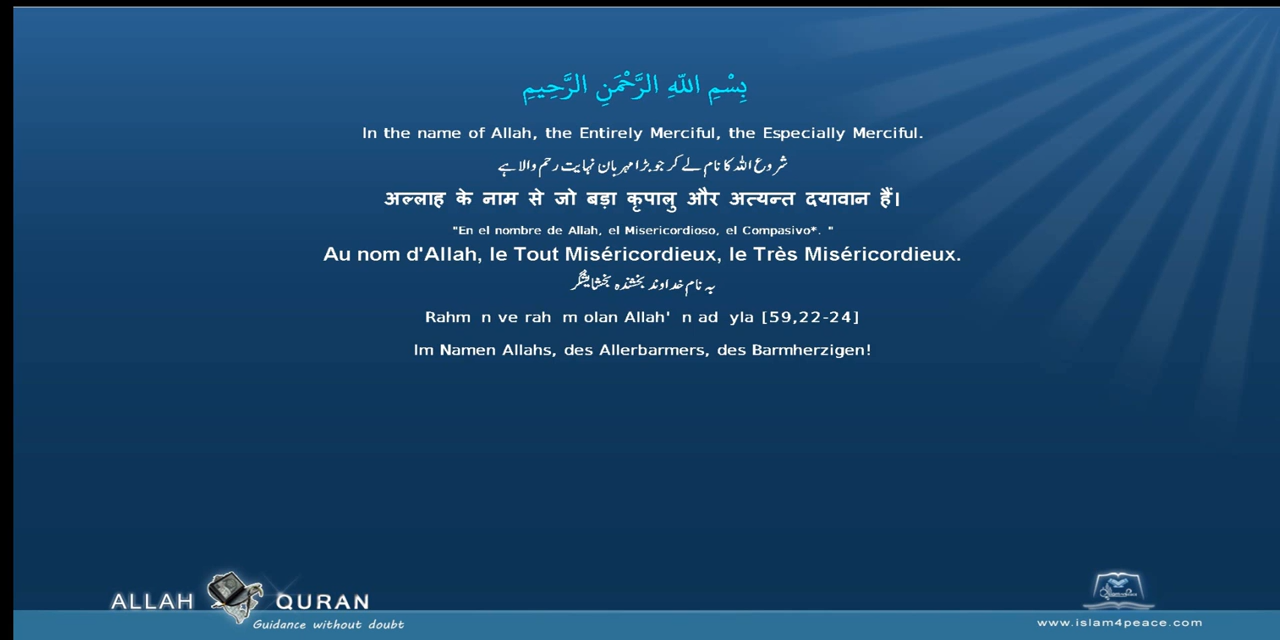 بِسْمِ اللّهِ الرَّحْمَنِ الرَّحِيمِ
In the name of Allah, the Entirely Merciful, the Especially Merciful.
شروع الله کا نام لے کر جو بڑا مہربان نہایت رحم والا ہے
अल्लाह के नाम से जो बड़ा कृपालु और अत्यन्त दयावान हैं।
"En el nombre de Allah, el Misericordioso, el Compasivo*. "
Au nom d'Allah, le Tout Miséricordieux, le Très Miséricordieux.
به نام خداوند بخشنده بخشایشگر
Rahm n ve rah m olan Allah' n ad yla [59,22-24]
Im Namen Allahs, des Allerbarmers, des Barmherzigen!
ALLAH QURAN
Guidance without doubt
www.islam4peace.com